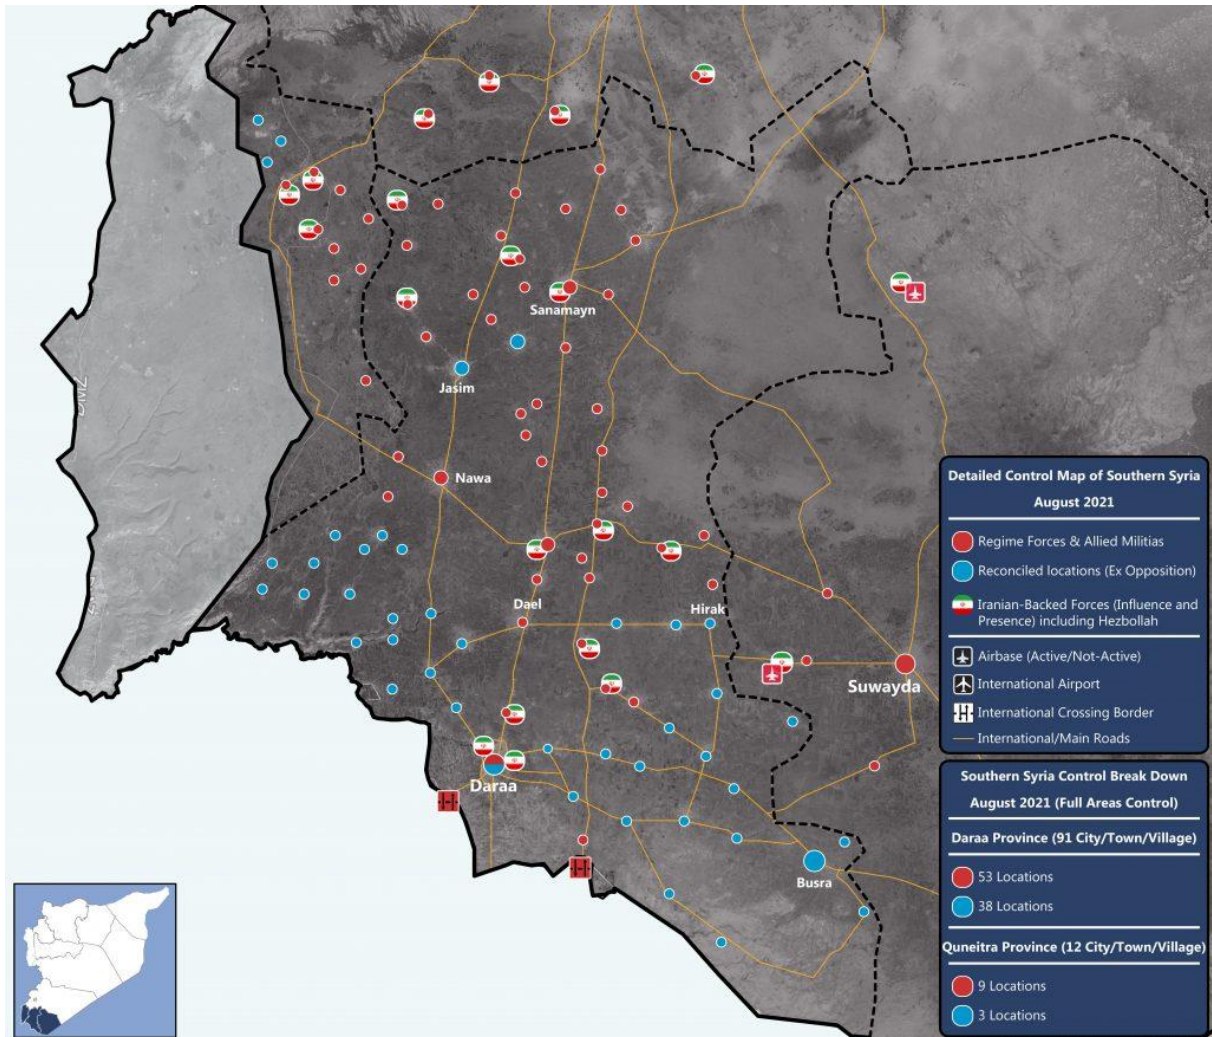 Sanamayn
Jasim
DMZ
Nawa
Dael
Hirak
Suwayda
Daraa
Busra
Detailed Control Map of Southern Syria
August 2021
Regime Forces & Allied Militias
Reconciled locations (Ex Opposition)
Iranian-Backed Forces (Influence and
Presence) including Hezbollah
Airbase (Active/Not-Active)
International Airport
International Crossing Border
International/Main Roads
Southern Syria Control Break Down
August 2021 (Full Areas Control)
Daraa Province (91 City/Town/Village)
53 Locations
38 Locations
Quneitra Province (12 City/Town/Village)
9 Locations
3 Locations